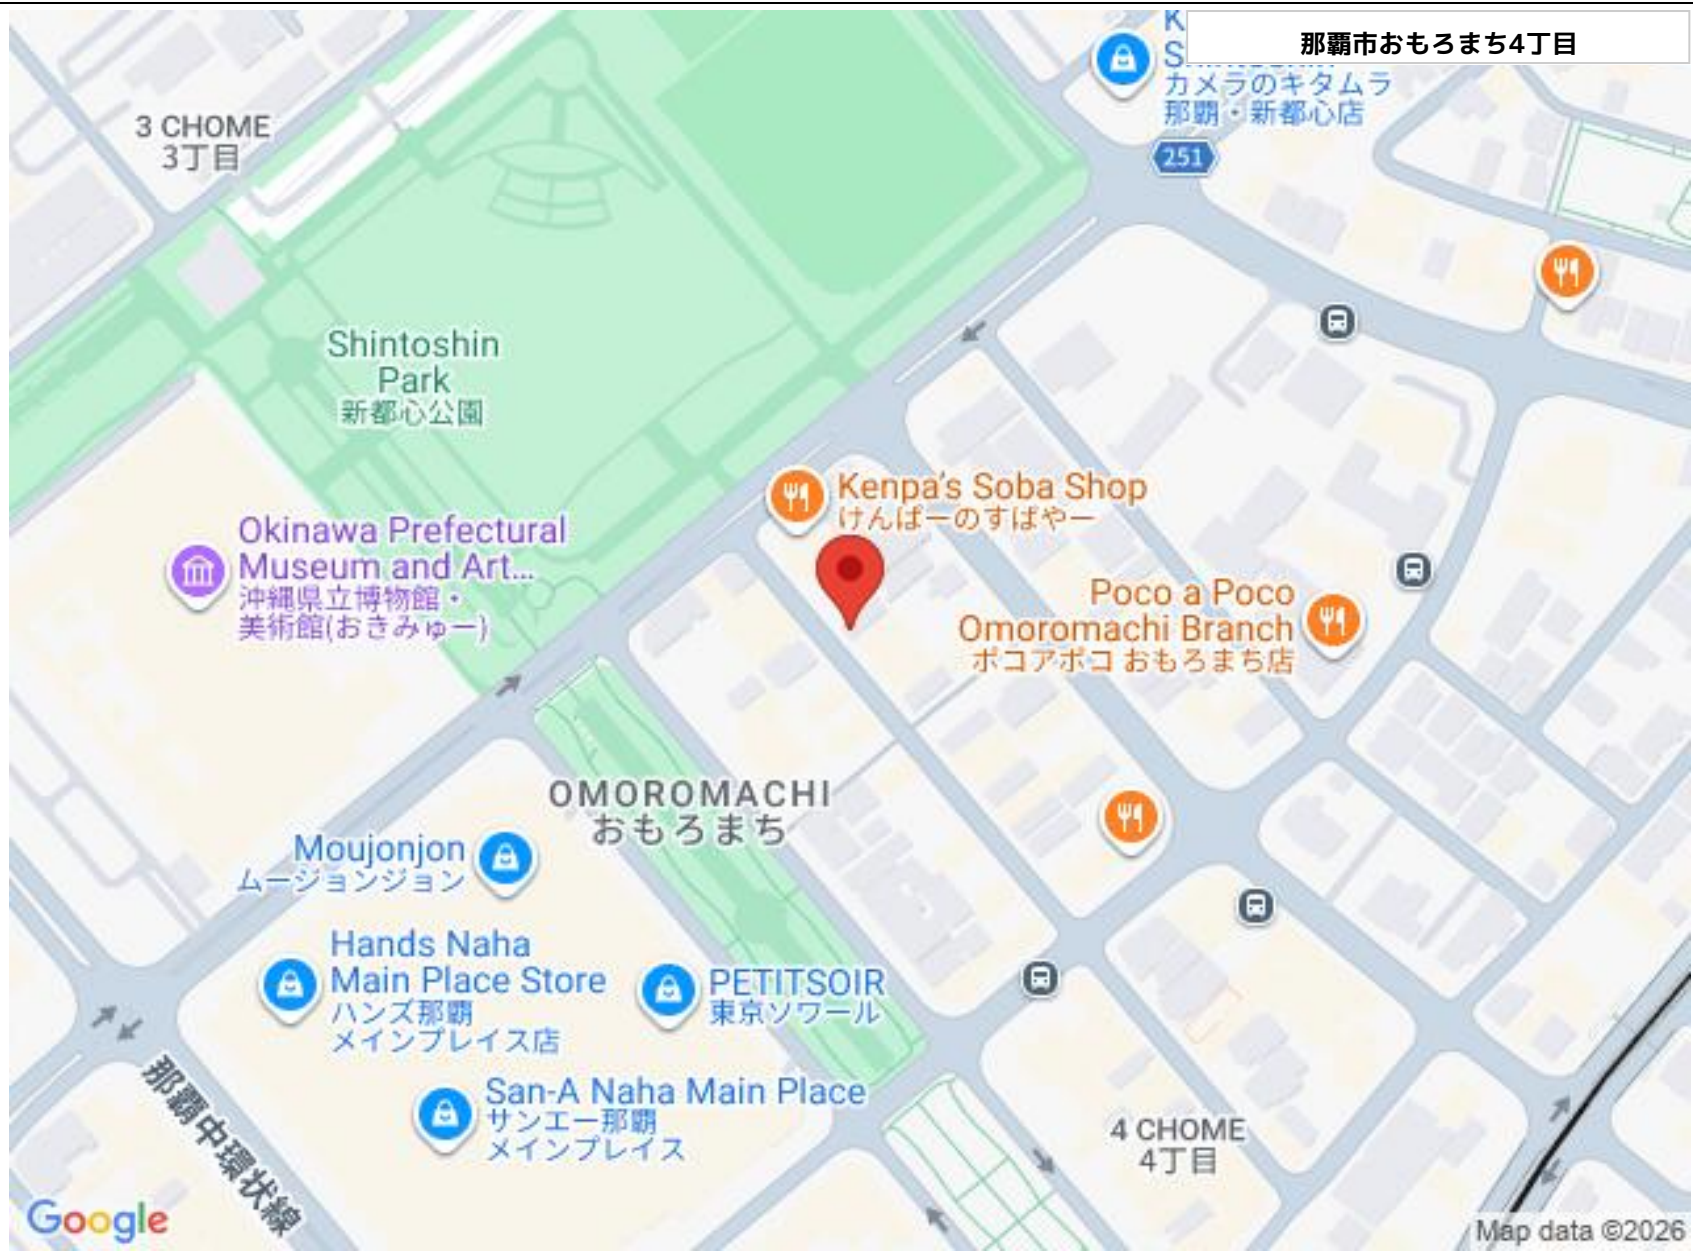 那覇市おもろまち4丁目
K
カメラのキタムラ
那覇・新都心店
251
3 CHOME
3丁目
Shintoshin
Park
新都心公園
Kenpa's Soba Shop
けんぱーのすばやー
Okinawa Prefectural
Museum and Art...
沖縄県立博物館・
美術館(おきみゅー)
Poco a Poco
Omoromachi Branch
ポコアポコ おもろまち店
OMOROMACHI
おもろまち
Moujonjon
ムージョンジョン
Hands Naha
Main Place Store
ハンズ那覇
メインプレイス店
PETITSOIR
東京ソワール
San-A Naha Main Place
サンエー那覇
メインプレイス
那覇中環状線
4 CHOME
4丁目
Google
Map data ©2026